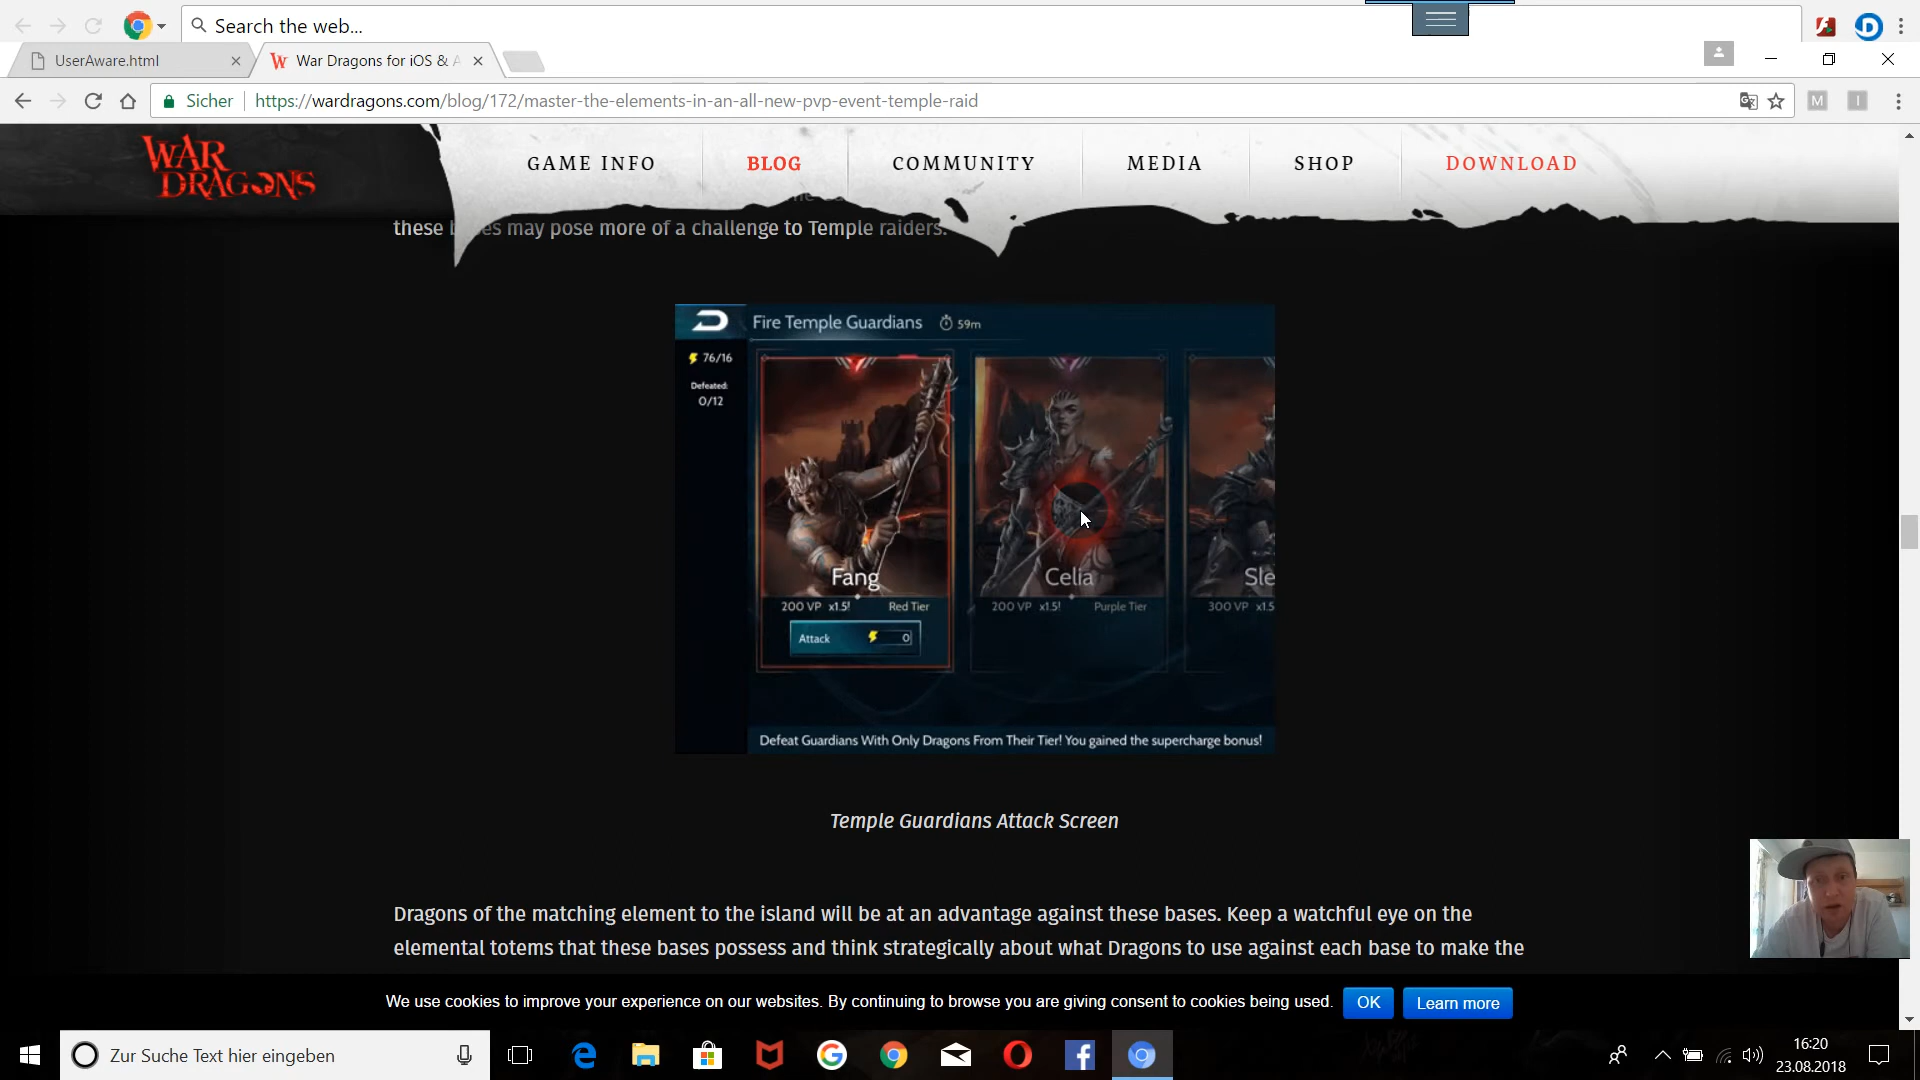 Search the web...
UserAware.html
War Dragons for iOS & A
Sicher
https://wardragons.com/blog/172/master-the-elements-in-an-all-new-pvp-event-temple-raid
M
I
WAR DRAGONS
GAME INFO
BLOG
COMMUNITY
MEDIA
SHOP
DOWNLOAD
these may pose more of a challenge to Temple raiders.
Fire Temple Guardians
59m
76/16
Defeated:
0/12
Fang
Celia
Sle
200 VP x1.5! Red Tier
200 VP x1.5! Purple Tier
300 VP x1.5
Attack 0
Defeat Guardians With Only Dragons From Their Tier! You gained the supercharge bonus!
Temple Guardians Attack Screen
Dragons of the matching element to the island will be at an advantage against these bases. Keep a watchful eye on the
elemental totems that these bases possess and think strategically about what Dragons to use against each base to make the
We use cookies to improve your experience on our websites. By continuing to browse you are giving consent to cookies being used.
OK
Learn more
Zur Suche Text hier eingeben
16:20
23.08.2018